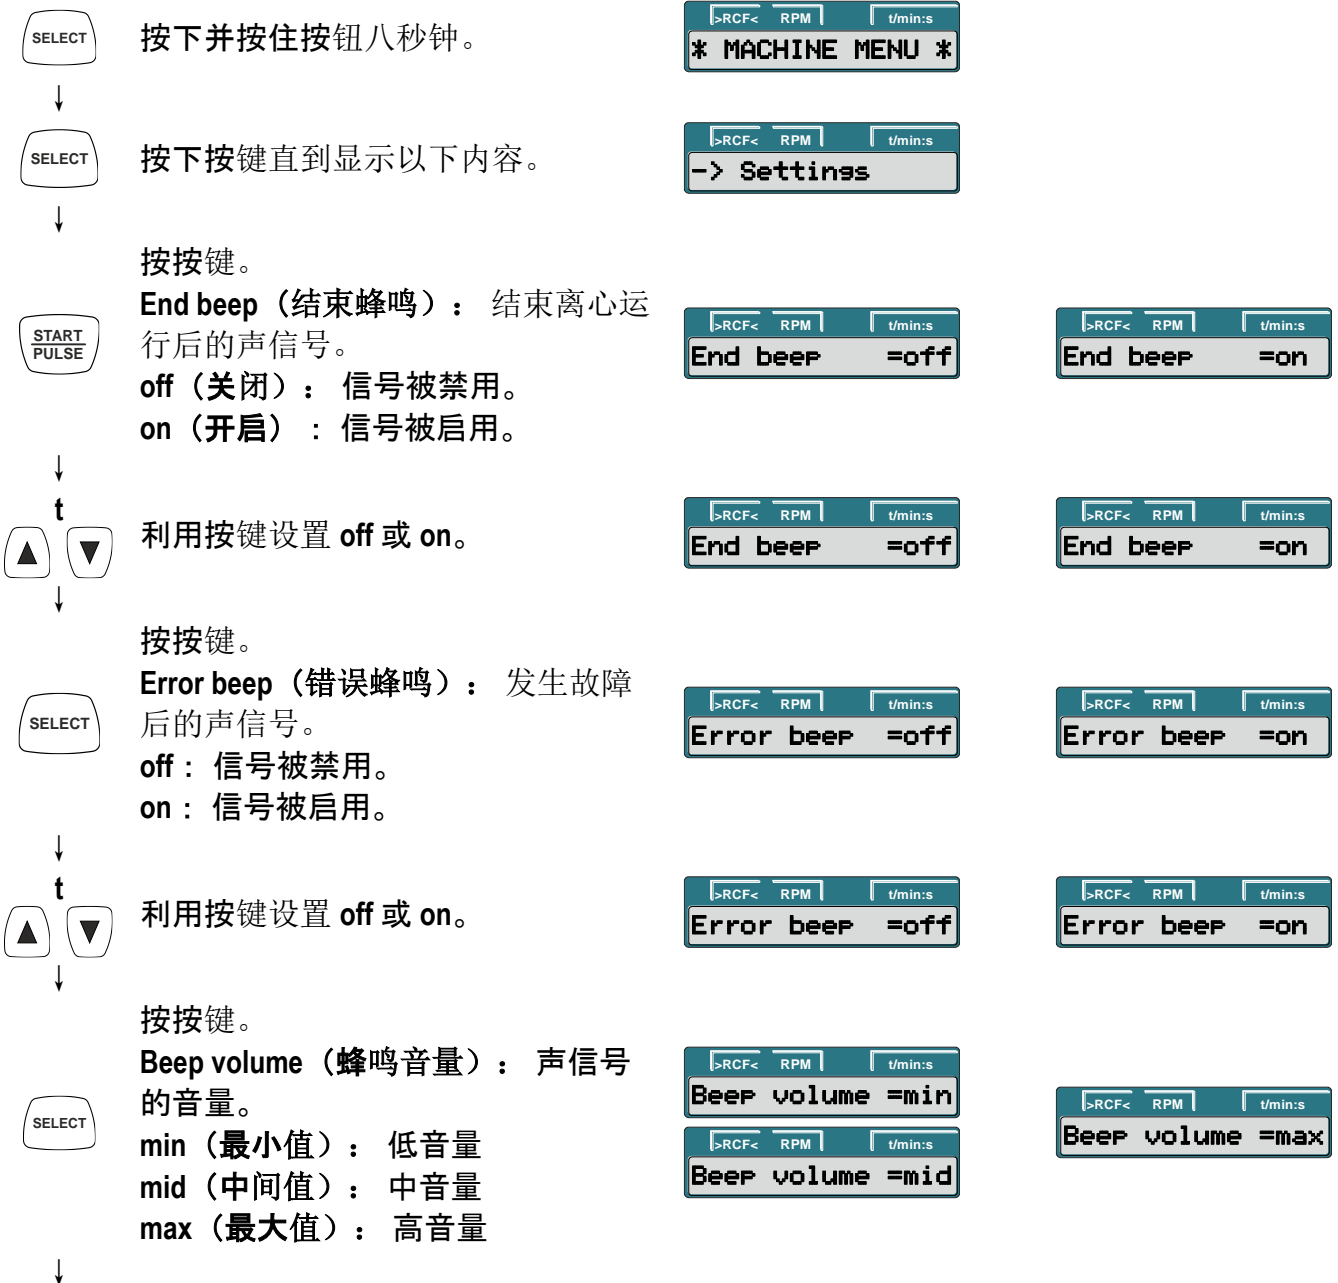 SELECT
按下并按住按钮八秒钟。
>RCF< RPM t/min:s
* MACHINE MENU *
SELECT
按下按键直到显示以下内容。
>RCF< RPM t/min:s
-> Settings
START
PULSE
按按键。
End beep（结束蜂鸣）： 结束离心运
行后的声信号。
off（关闭）： 信号被禁用。
on（开启）： 信号被启用。
>RCF< RPM t/min:s
End beep =off
>RCF< RPM t/min:s
End beep =on
t
利用按键设置 off 或 on。
>RCF< RPM t/min:s
End beep =off
>RCF< RPM t/min:s
End beep =on
SELECT
按按键。
Error beep（错误蜂鸣）： 发生故障
后的声信号。
off： 信号被禁用。
on： 信号被启用。
>RCF< RPM t/min:s
Error beep =off
>RCF< RPM t/min:s
Error beep =on
t
利用按键设置 off 或 on。
>RCF< RPM t/min:s
Error beep =off
>RCF< RPM t/min:s
Error beep =on
SELECT
按按键。
Beep volume（蜂鸣音量）： 声信号
的音量。
min（最小值）： 低音量
mid（中间值）： 中音量
max（最大值）： 高音量
>RCF< RPM t/min:s
Beep volume =min
>RCF< RPM t/min:s
Beep volume =mid
>RCF< RPM t/min:s
Beep volume =max